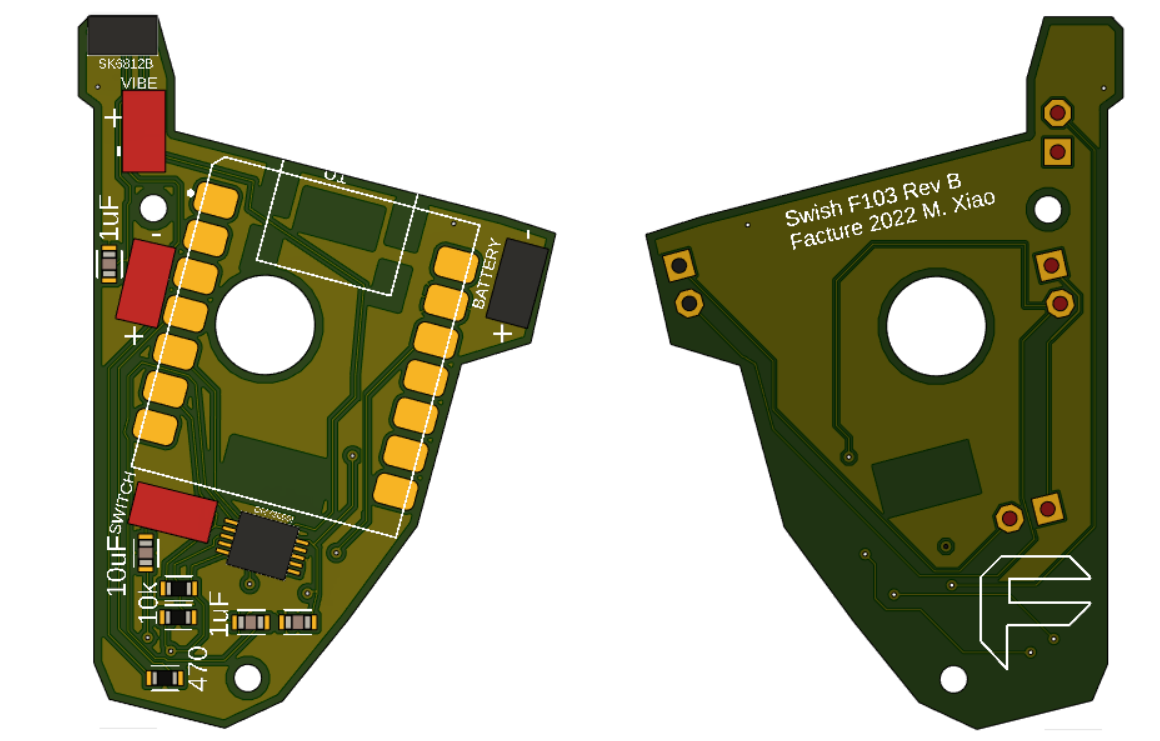 SK6812B
VIBE
+
-
U1
1uF
-
-
BATTERY
+
+
SWITCH
10uF
10k
1uF
470
Swish F103 Rev B
Facture 2022 M. Xiao